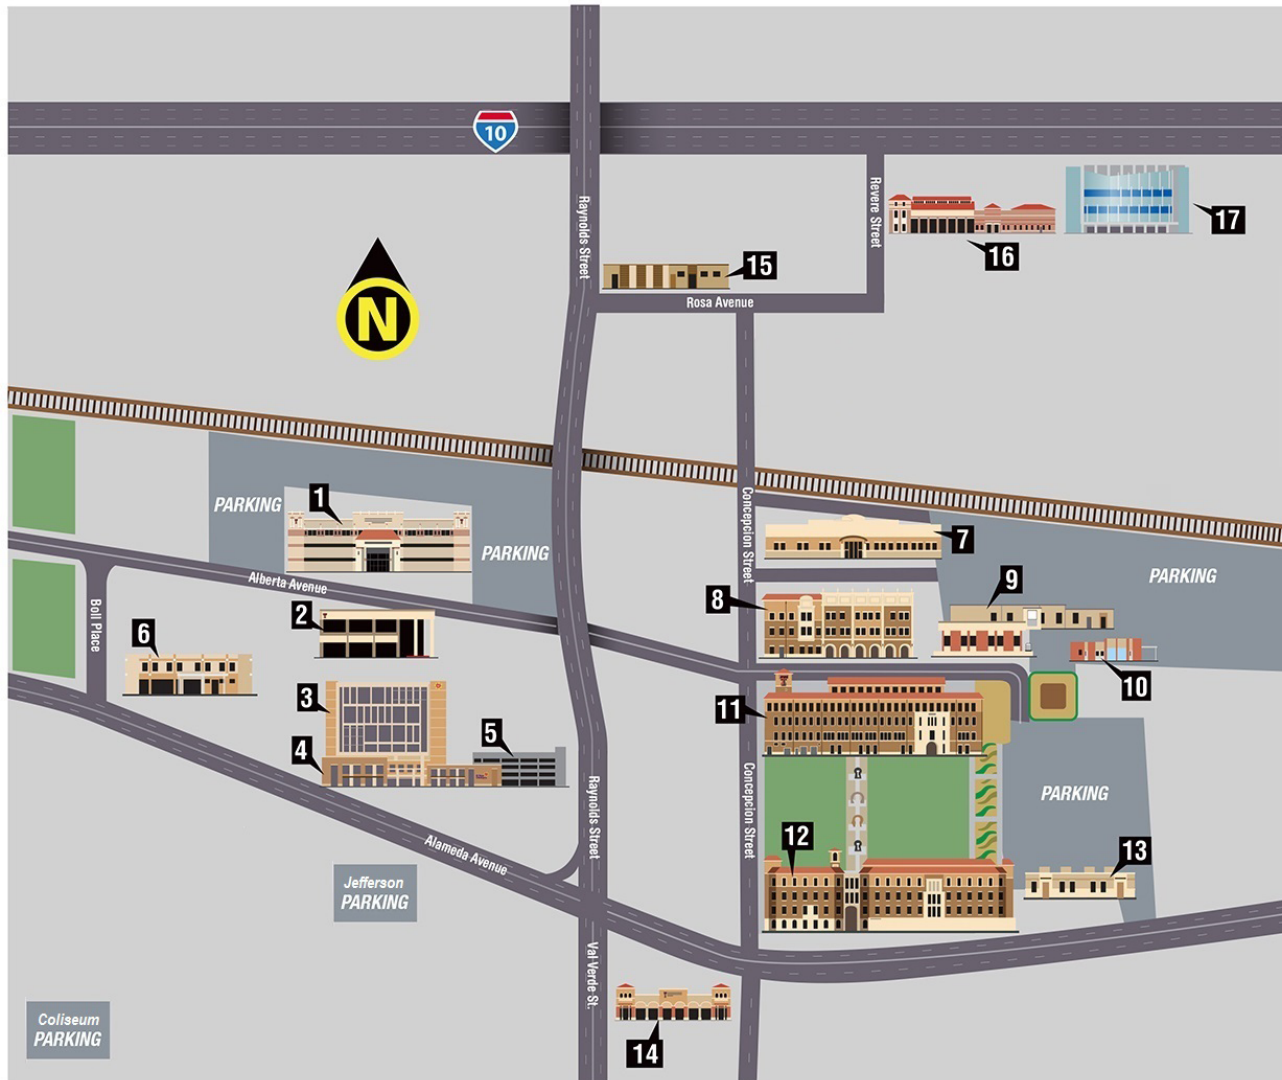 10
Raynolds Street
Revere Street
17
16
15
Rosa Avenue
N
PARKING
1
PARKING
Alberta Avenue
Concepcion Street
7
PARKING
2
8
9
Boll Place
6
10
3
11
4
5
Raynolds Street
Concepcion Street
PARKING
12
13
Alameda Avenue
Jefferson
PARKING
Val Verde St.
14
Coliseum
PARKING